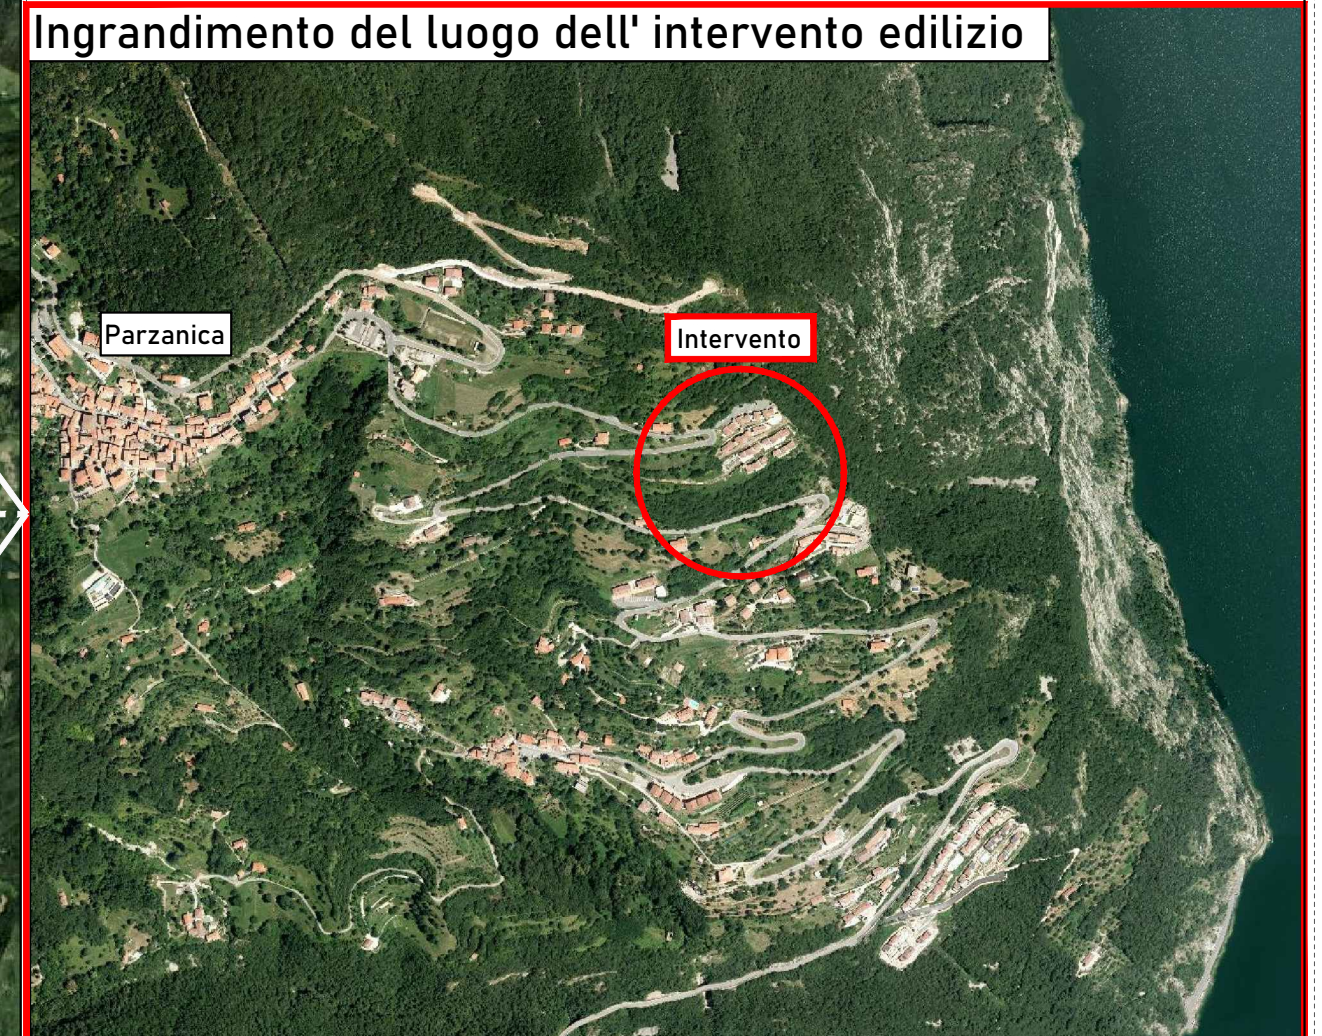 Ingrandimento del luogo dell' intervento edilizio
Parzanica
Intervento